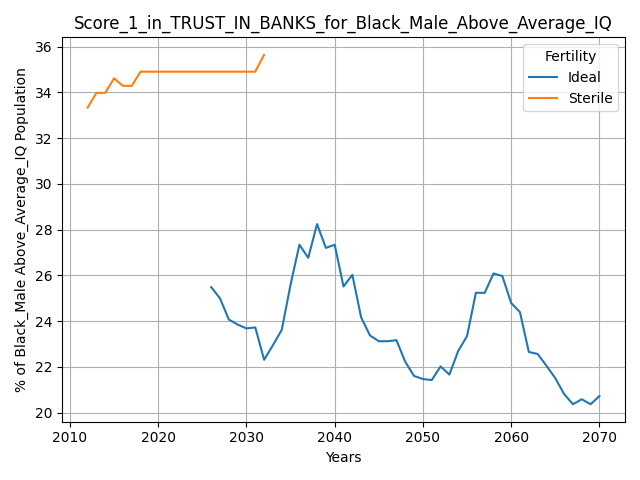 Score_1_in_TRUST_IN_BANKS_for_Black_Male_Above_Average_IQ
% of Black_Male Above_Average_IQ Population
36
34
32
30
28
26
24
22
20
Fertility
Ideal
Sterile
2010 2020 2030 2040 2050 2060 2070
Years